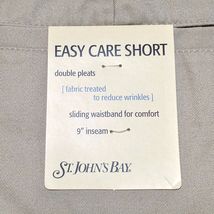 EASY CARE SHORT
double pleats
[ fabric treated
to reduce wrinkles ]
sliding waistband for comfort
9" inseam
ST. JOHN'S BAY.